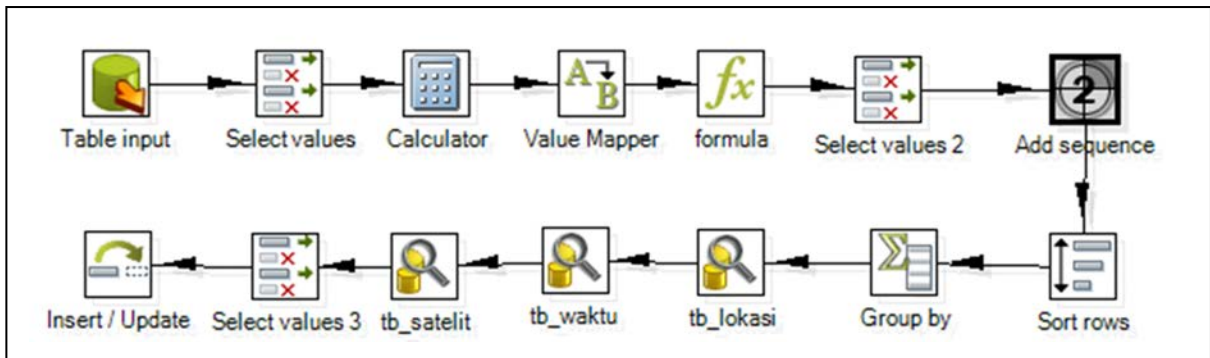 Table input
Select values
Calculator
Value Mapper
formula
Select values 2
Add sequence
Insert / Update
Select values 3
tb_satelit
tb_waktu
tb_lokasi
Group by
Sort rows
A
B
fx
2
Σ